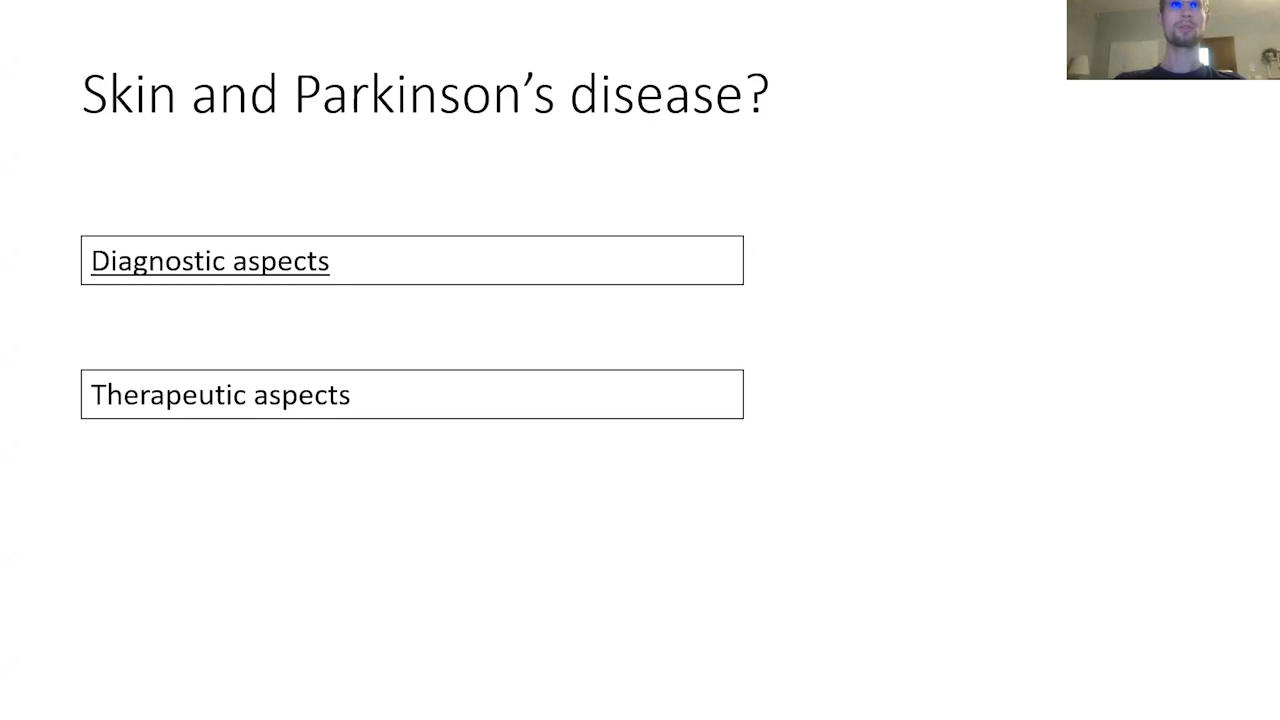 Skin and Parkinson’s disease?
Diagnostic aspects
Therapeutic aspects